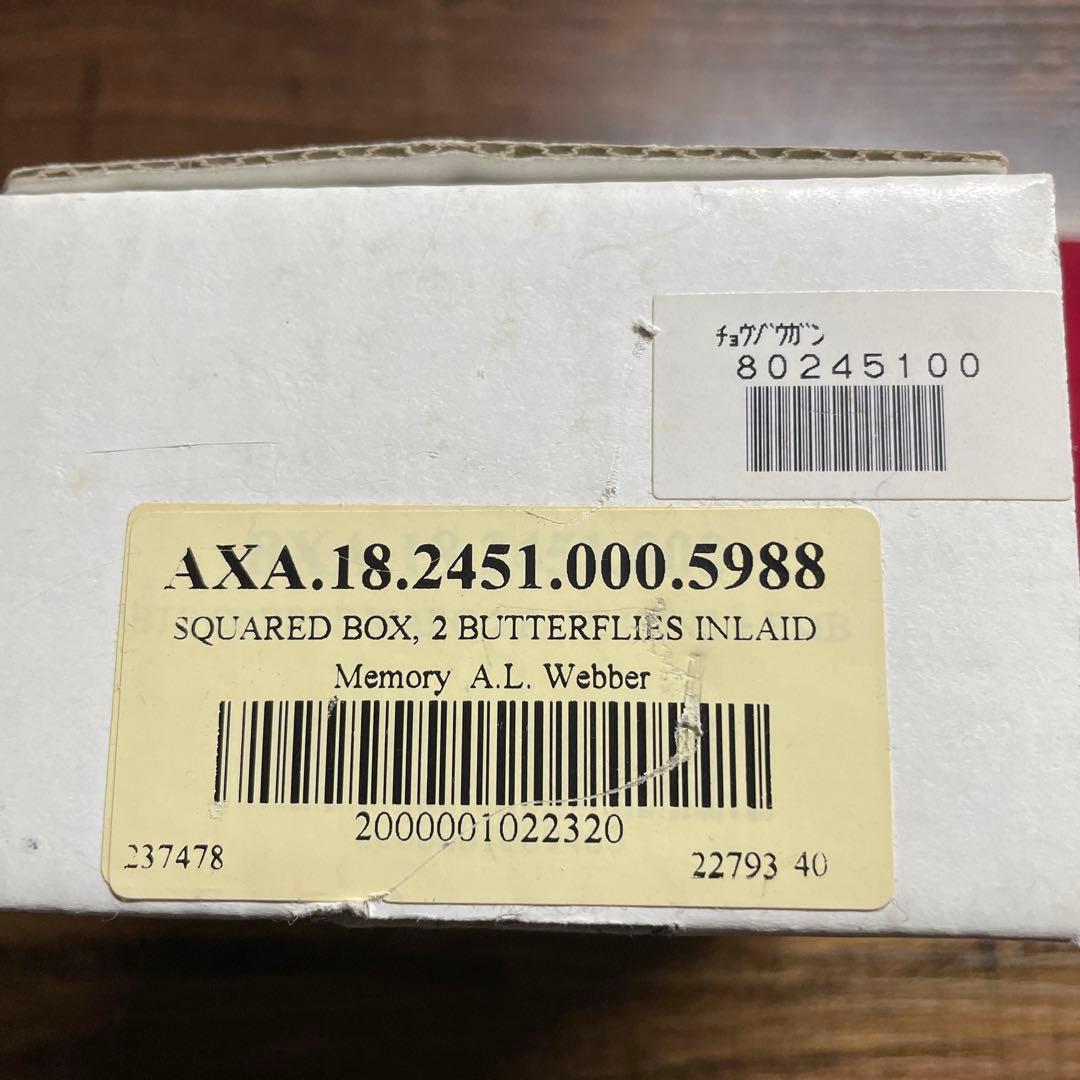 ﾁｮｳｿﾞｳｶﾞﾝ
80245100
AXA.18.2451.000.5988
SQUARED BOX, 2 BUTTERFLIES INLAID
Memory A.L. Webber
2000001022320
237478
22793 40